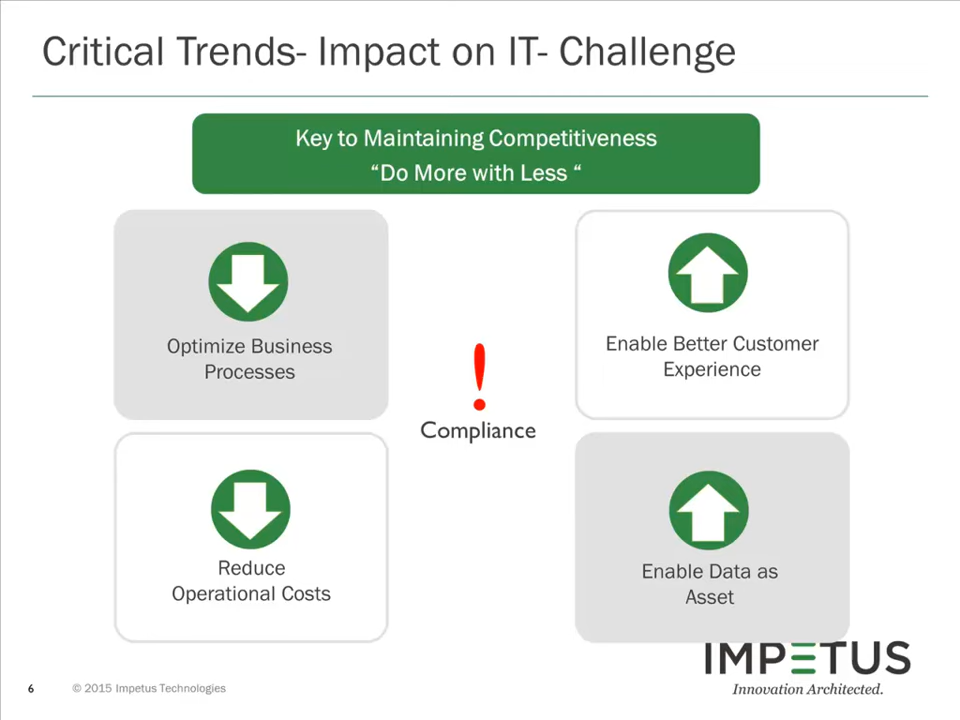 Critical Trends- Impact on IT- Challenge
Key to Maintaining Competitiveness
“Do More with Less “
Optimize Business
Processes
Enable Better Customer
Experience
!
Compliance
Reduce
Operational Costs
Enable Data as
Asset
IMPETUS
Innovation Architected.
6
© 2015 Impetus Technologies